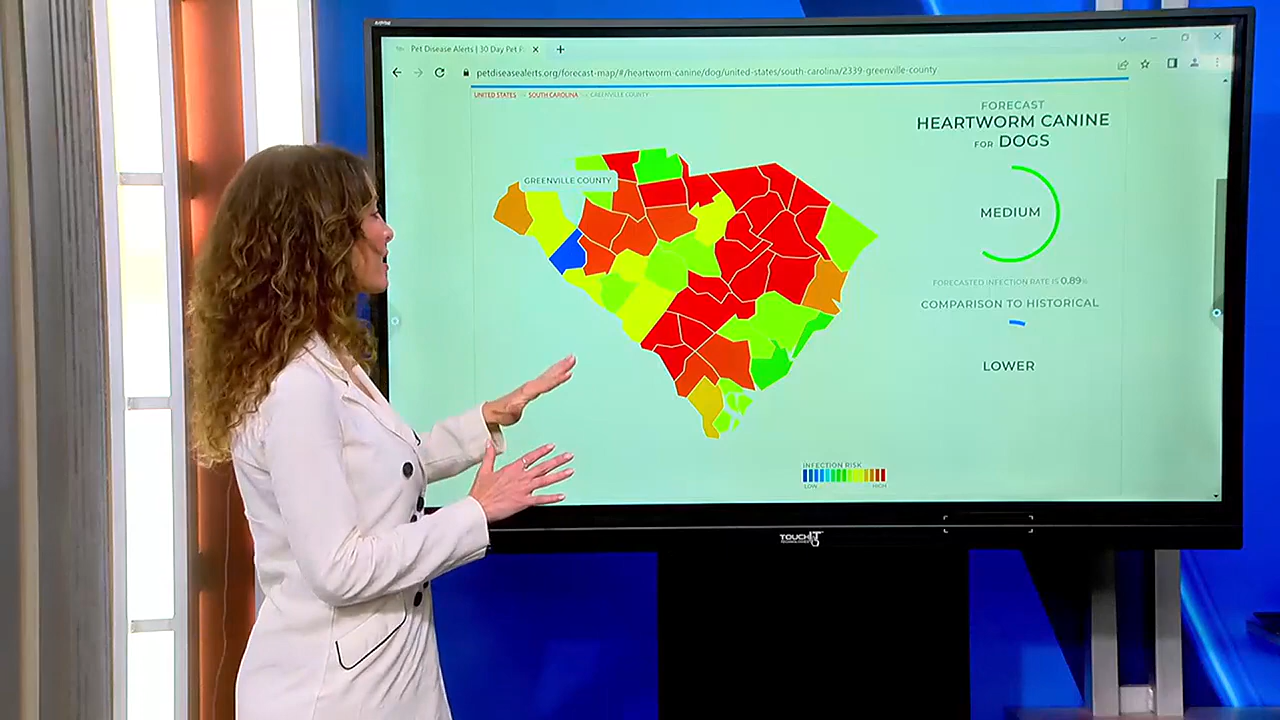 Pet Disease Alerts | 30 Day Pet F
petdiseasealerts.org/forecast-map/#/heartworm-canine/dog/united-states/south-carolina/2339-greenville-county
UNITED STATES SOUTH CAROLINA GREENVILLE COUNTY
FORECAST
HEARTWORM CANINE
FOR DOGS
GREENVILLE COUNTY
MEDIUM
FORECASTED INFECTION RATE IS 0.89%
COMPARISON TO HISTORICAL
LOWER
INFECTION RISK
LOW HIGH
TOUCHIT